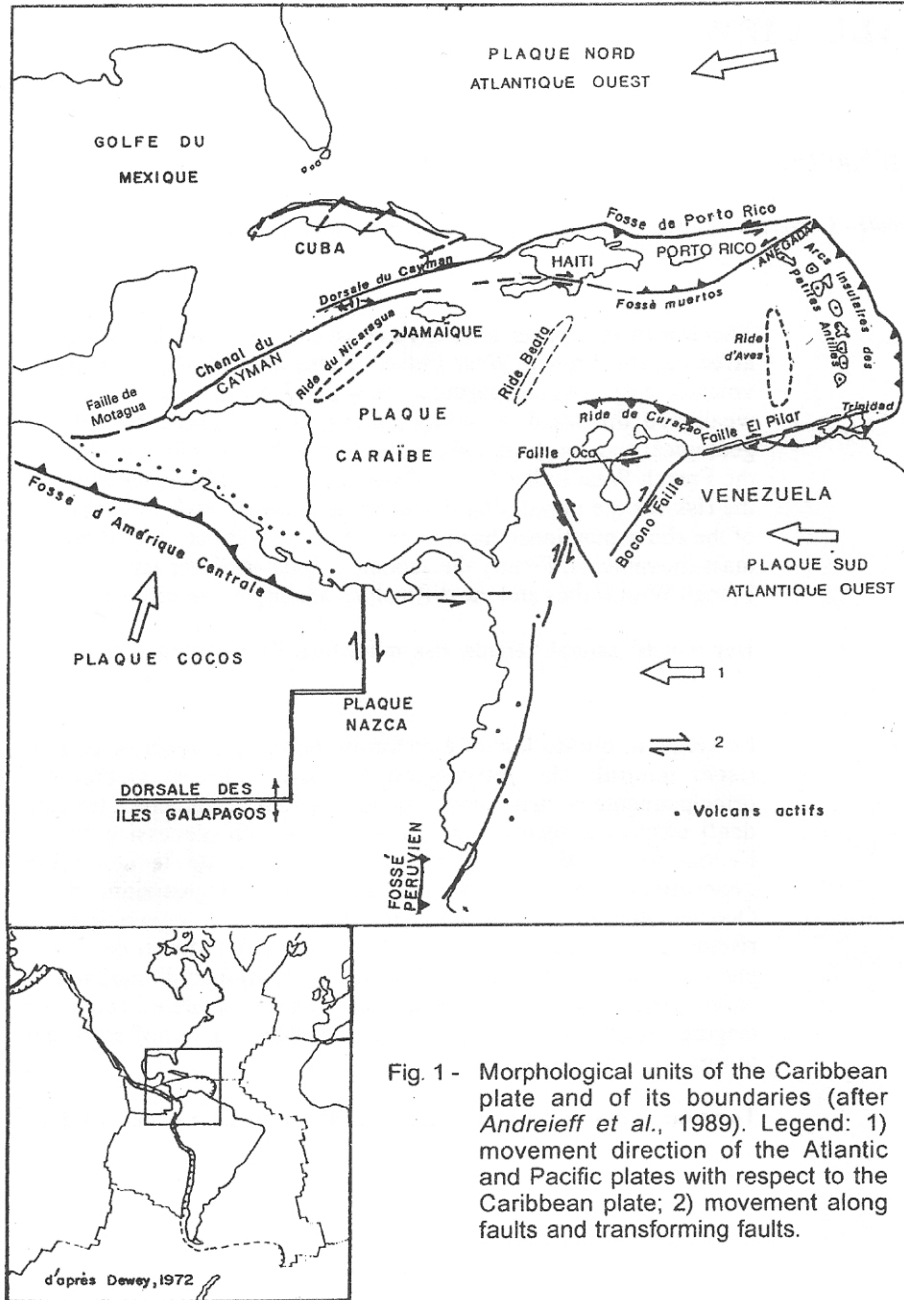 PLAQUE NORD
ATLANTIQUE OUEST
GOLFE DU
MEXIQUE
CUBA
Fosse de Porto Rico
PORTO RICO
ANEGADA
HAITI
Dorsale du Cayman
Fossè muertos
Arcs insulaires des
Petites Antilles
JAMAÏQUE
Ride du Nicaragua
Chenal du
CAYMAN
Ride Beata
Ride
d'Aves
Faille de
Motagua
PLAQUE
CARAÏBE
Ride de Curaçao
Faille El Pilar
Trinidad
Faille Oca
Bocono Faille
VENEZUELA
Fosse d'Amérique Centrale
PLAQUE SUD
ATLANTIQUE OUEST
PLAQUE COCOS
1
PLAQUE
NAZCA
2
DORSALE DES
ILES GALAPAGOS
• Volcans actifs
FOSSÉ
PERUVIEN
d'après Dewey, 1972
Fig. 1 - Morphological units of the Caribbean
plate and of its boundaries (after
Andreieff et al., 1989). Legend: 1)
movement direction of the Atlantic
and Pacific plates with respect to the
Caribbean plate; 2) movement along
faults and transforming faults.